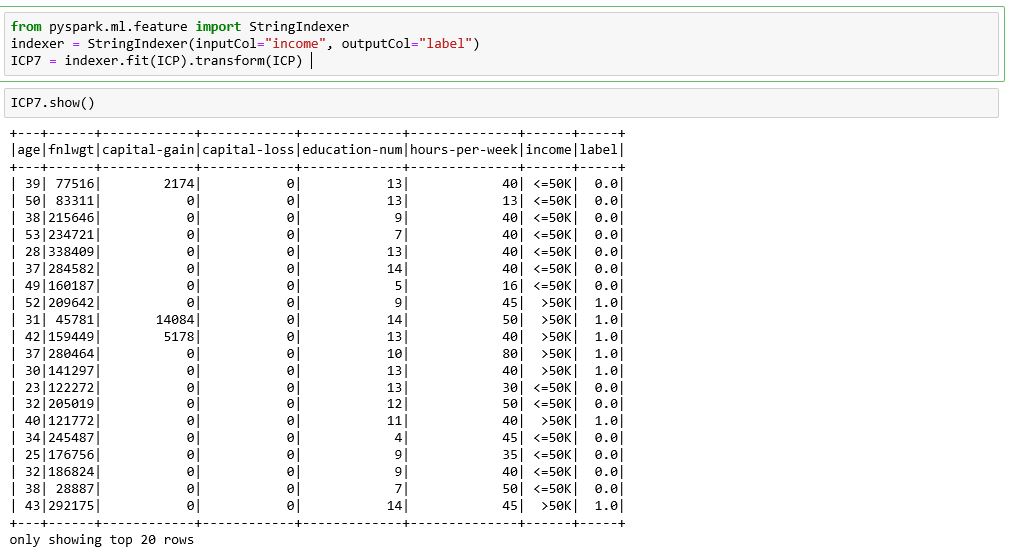 from pyspark.ml.feature import StringIndexer
indexer = StringIndexer(inputCol="income", outputCol="label")
ICP7 = indexer.fit(ICP).transform(ICP)
ICP7.show()
+---+------+------------+------------+-------------+--------------+------+-----+
|age|fnlwgt|capital-gain|capital-loss|education-num|hours-per-week|income|label|
+---+------+------------+------------+-------------+--------------+------+-----+
| 39| 77516|        2174|           0|           13|            40| <=50K|  0.0|
| 50| 83311|           0|           0|           13|            13| <=50K|  0.0|
| 38|215646|           0|           0|            9|            40| <=50K|  0.0|
| 53|234721|           0|           0|            7|            40| <=50K|  0.0|
| 28|338409|           0|           0|           13|            40| <=50K|  0.0|
| 37|284582|           0|           0|           14|            40| <=50K|  0.0|
| 49|160187|           0|           0|            5|            16| <=50K|  0.0|
| 52|209642|           0|           0|            9|            45|  >50K|  1.0|
| 31| 45781|       14084|           0|           14|            50|  >50K|  1.0|
| 42|159449|        5178|           0|           13|            40|  >50K|  1.0|
| 37|280464|           0|           0|           10|            80|  >50K|  1.0|
| 30|141297|           0|           0|           13|            40|  >50K|  1.0|
| 23|122272|           0|           0|           13|            30| <=50K|  0.0|
| 32|205019|           0|           0|           12|            50| <=50K|  0.0|
| 40|121772|           0|           0|           11|            40|  >50K|  1.0|
| 34|245487|           0|           0|            4|            45| <=50K|  0.0|
| 25|176756|           0|           0|            9|            35| <=50K|  0.0|
| 32|186824|           0|           0|            9|            40| <=50K|  0.0|
| 38| 28887|           0|           0|            7|            50| <=50K|  0.0|
| 43|292175|           0|           0|           14|            45|  >50K|  1.0|
+---+------+------------+------------+-------------+--------------+------+-----+
only showing top 20 rows